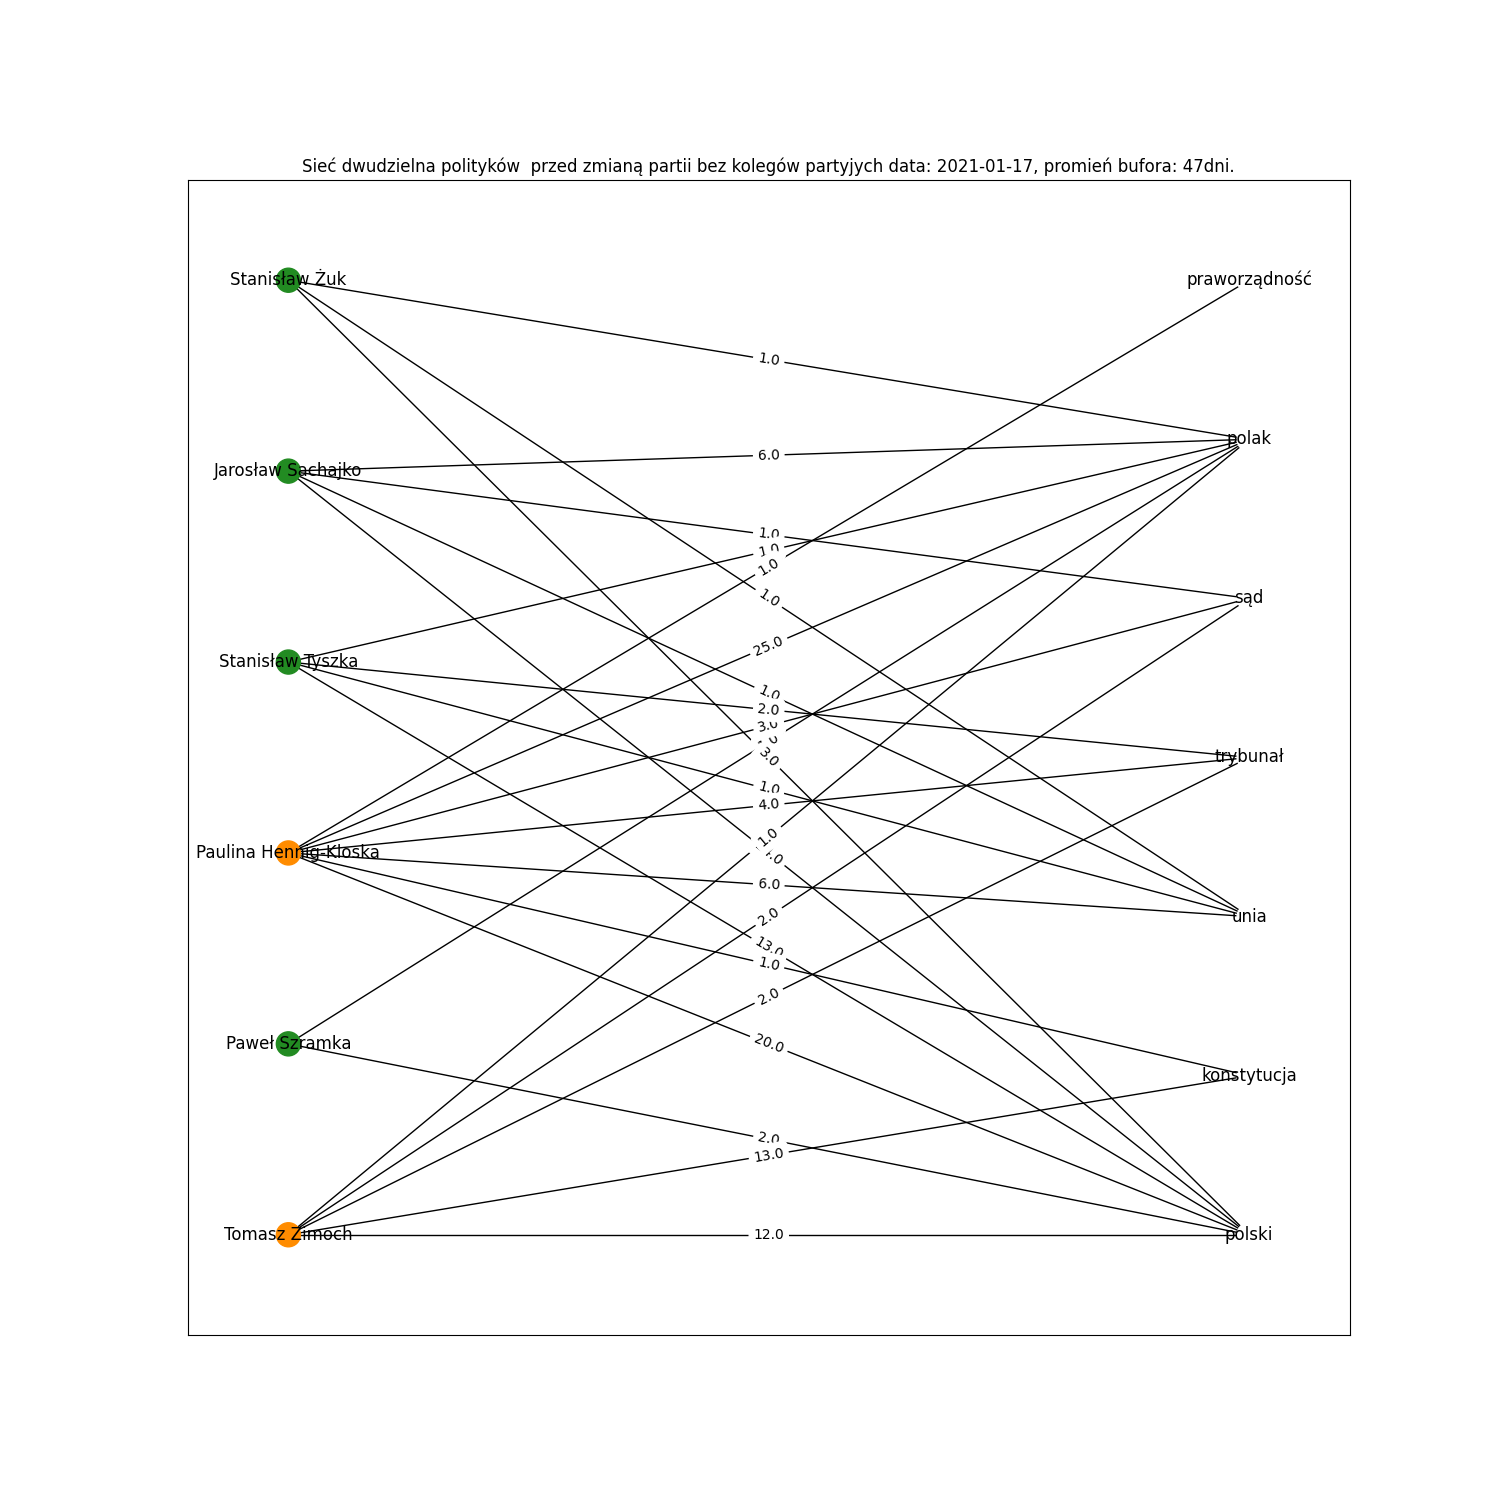 Sieć dwudzielna polityków  przed zmianą partii bez kolegów partyjych data: 2021-01-17, promień bufora: 47dni.
Stanisław Żuk
praworządność
1.0
polak
6.0
Jarosław Sachajko
1.0
1.0
1.0
1.0
sąd
25.0
Stanisław Tyszka
1.0
2.0
3.0
3.0
trybunał
1.0
4.0
1.0
Paulina Hennig-Kloska
6.0
2.0
unia
13.0
1.0
2.0
20.0
Paweł Szramka
konstytucja
2.0
13.0
Tomasz Zimoch
12.0
polski